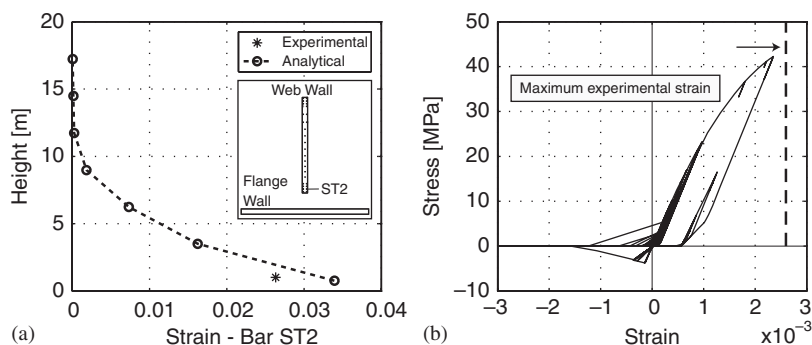 20
15
10
5
0
Height [m]
0
0.01
0.02
0.03
0.04
Strain - Bar ST2
(a)
Experimental
Analytical
Web Wall
Flange
Wall
ST2
50
40
30
20
10
0
−10
Stress [MPa]
Maximum experimental strain
−3
−2
−1
0
1
2
3
×10⁻³
Strain
(b)